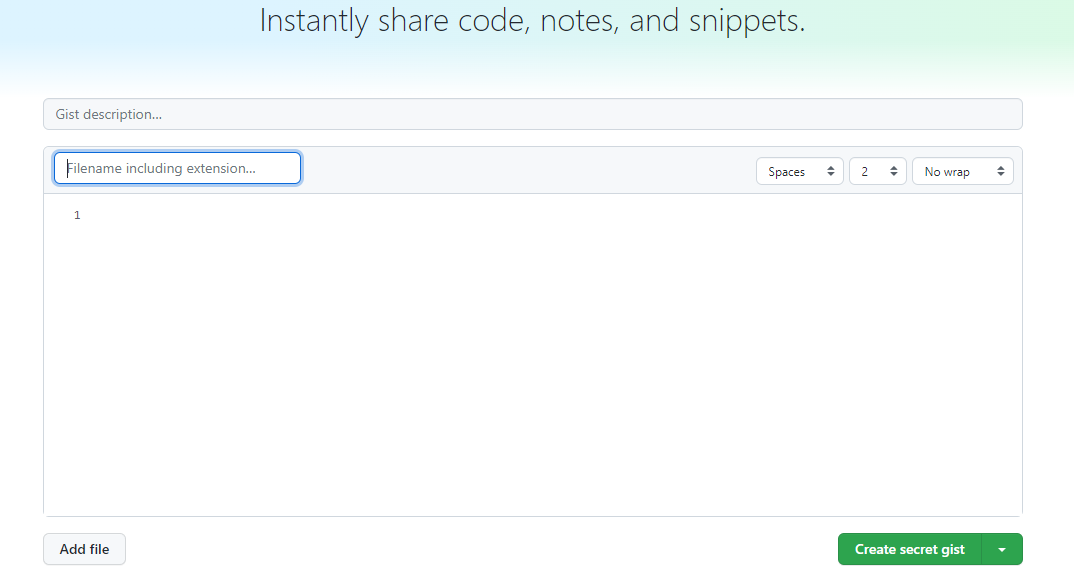 Instantly share code, notes, and snippets.
Gist description...
Filename including extension...
Spaces
2
No wrap
1
Add file
Create secret gist